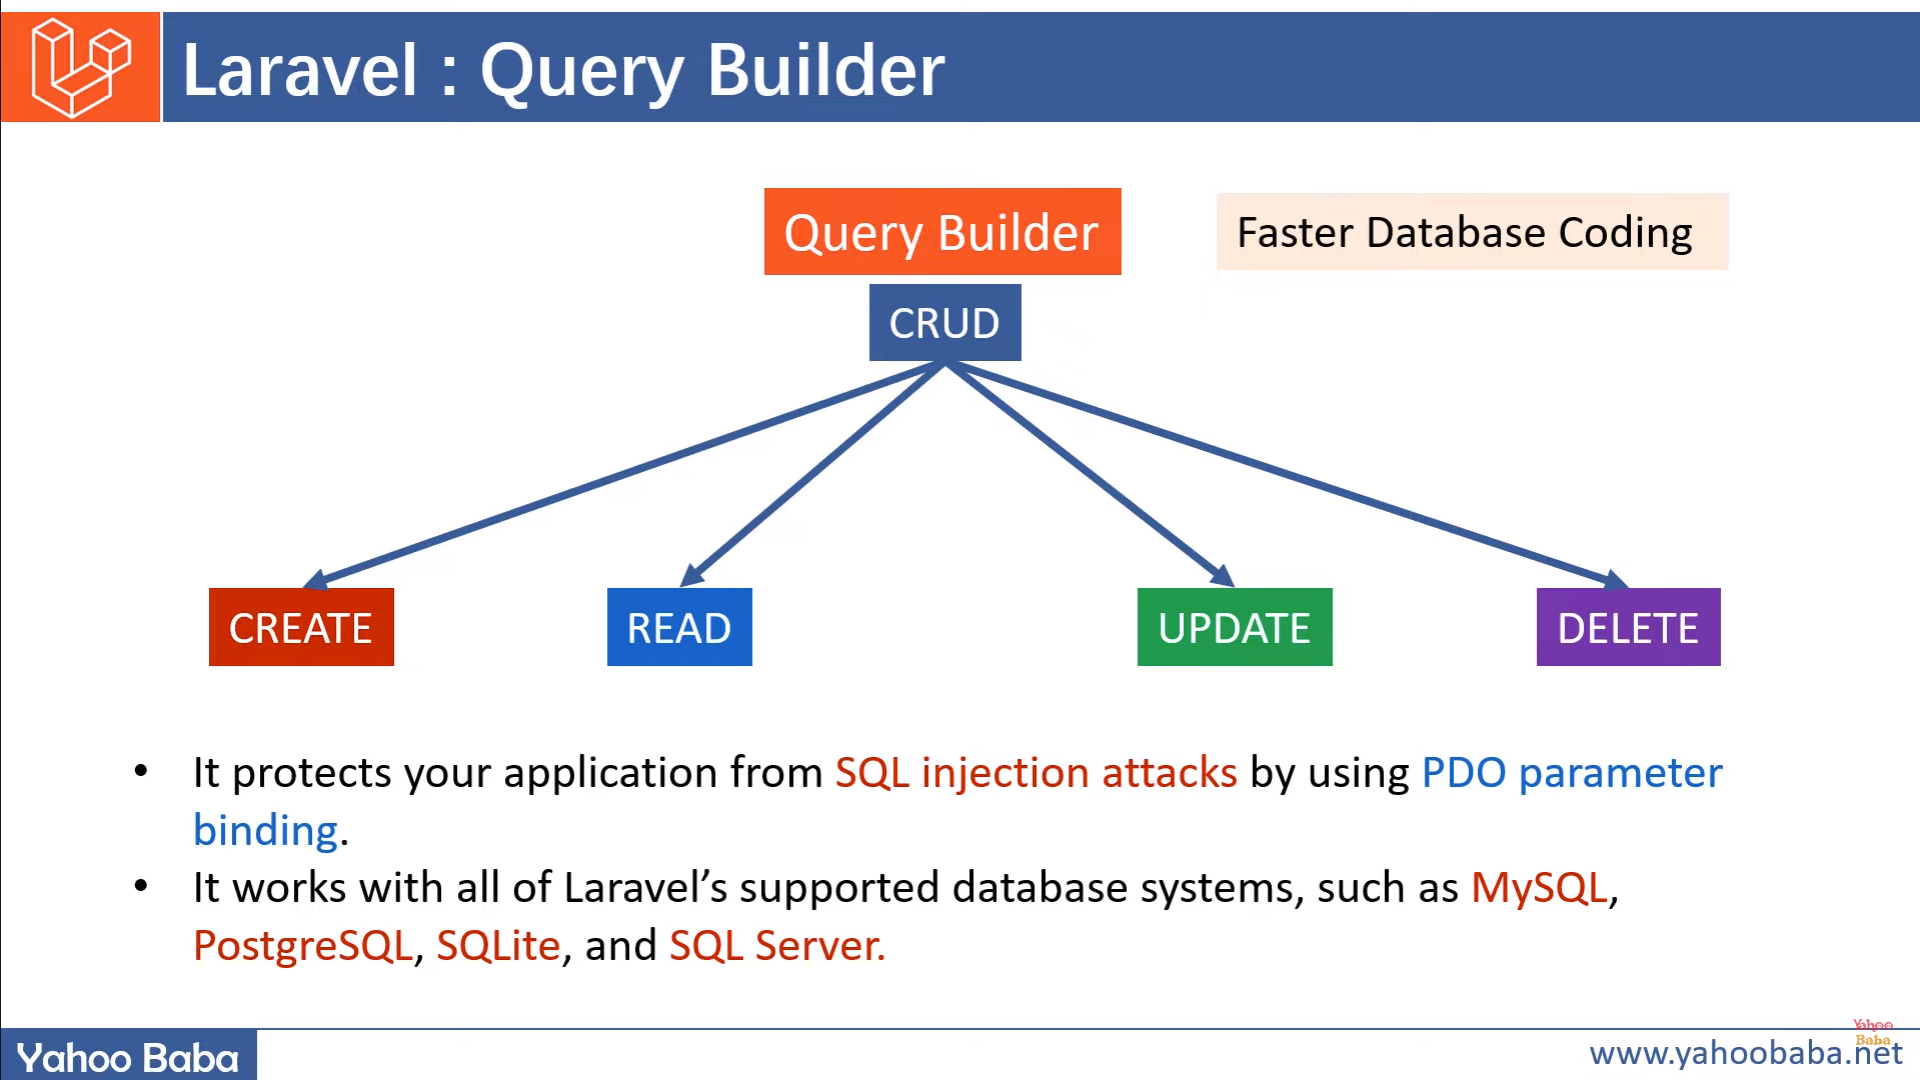 Laravel : Query Builder
Query Builder
Faster Database Coding
CRUD
CREATE
READ
UPDATE
DELETE
• It protects your application from SQL injection attacks by using PDO parameter
binding.
• It works with all of Laravel’s supported database systems, such as MySQL,
PostgreSQL, SQLite, and SQL Server.
Yahoo Baba
Yahoo
Baba
www.yahoobaba.net